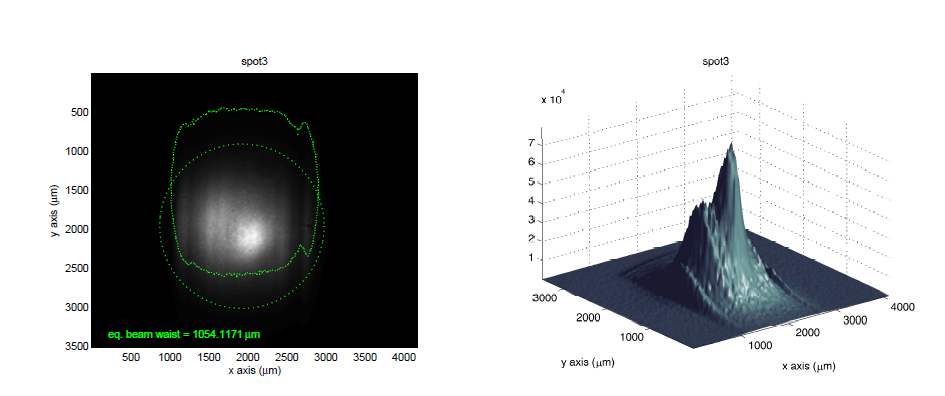 spot3
500
1000
1500
2000
2500
3000
3500
y axis (μm)
eq. beam waist = 1054.1171 μm
500 1000 1500 2000 2500 3000 3500 4000
x axis (μm)
spot3
x 10^4
7
6
5
4
3
2
1
3000
2000
1000
y axis (μm)
1000
2000
3000
4000
x axis (μm)